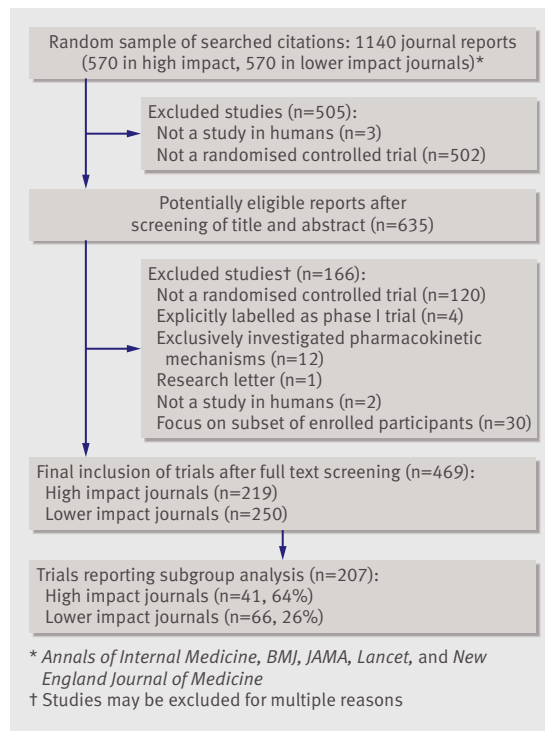 Random sample of searched citations: 1140 journal reports
(570 in high impact, 570 in lower impact journals)*
Excluded studies (n=505):
Not a study in humans (n=3)
Not a randomised controlled trial (n=502)
Potentially eligible reports after
screening of title and abstract (n=635)
Excluded studies† (n=166):
Not a randomised controlled trial (n=120)
Explicitly labelled as phase I trial (n=4)
Exclusively investigated pharmacokinetic
mechanisms (n=12)
Research letter (n=1)
Not a study in humans (n=2)
Focus on subset of enrolled participants (n=30)
Final inclusion of trials after full text screening (n=469):
High impact journals (n=219)
Lower impact journals (n=250)
Trials reporting subgroup analysis (n=207):
High impact journals (n=41, 64%)
Lower impact journals (n=66, 26%)
* Annals of Internal Medicine, BMJ, JAMA, Lancet, and New
England Journal of Medicine
† Studies may be excluded for multiple reasons